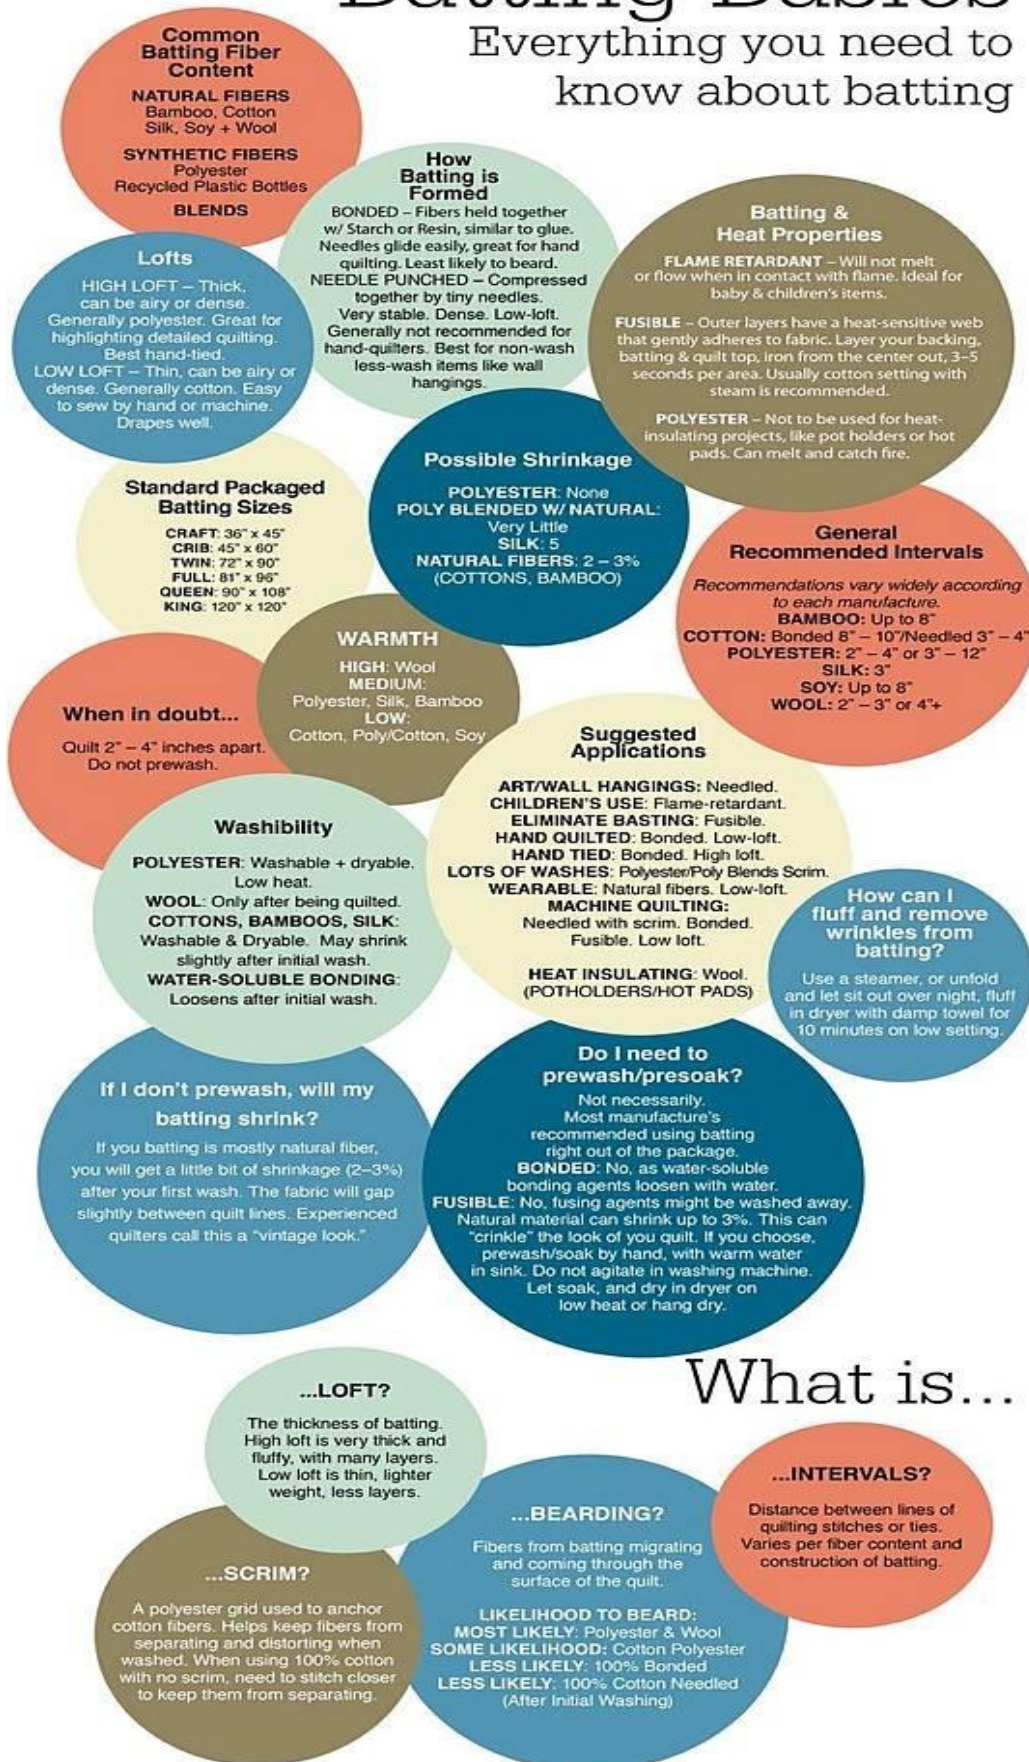 Batting Babies
Everything you need to
know about batting
Common
Batting Fiber
Content
NATURAL FIBERS
Bamboo, Cotton
Silk, Soy + Wool
SYNTHETIC FIBERS
Polyester
Recycled Plastic Bottles
BLENDS
How
Batting is
Formed
BONDED – Fibers held together
w/ Starch or Resin, similar to glue.
Needles glide easily, great for hand
quilting. Least likely to beard.
NEEDLE PUNCHED – Compressed
together by tiny needles.
Very stable. Dense. Low-loft.
Generally not recommended for
hand-quilters. Best for non-wash
less-wash items like wall
hangings.
Batting &
Heat Properties
FLAME RETARDANT – Will not melt
or flow when in contact with flame. Ideal for
baby & children's items.
FUSIBLE – Outer layers have a heat-sensitive web
that gently adheres to fabric. Layer your backing,
batting & quilt top, iron from the center out, 3–5
seconds per area. Usually cotton setting with
steam is recommended.
POLYESTER – Not to be used for heat-
insulating projects, like pot holders or hot
pads. Can melt and catch fire.
Lofts
HIGH LOFT – Thick,
can be airy or dense.
Generally polyester. Great for
highlighting detailed quilting.
Best hand-tied.
LOW LOFT – Thin, can be airy or
dense. Generally cotton. Easy
to sew by hand or machine.
Drapes well.
Possible Shrinkage
POLYESTER: None
POLY BLENDED W/ NATURAL:
Very Little
SILK: 5
NATURAL FIBERS: 2 – 3%
(COTTONS, BAMBOO)
Standard Packaged
Batting Sizes
CRAFT: 36" x 45"
CRIB: 45" x 60"
TWIN: 72" x 90"
FULL: 81" x 96"
QUEEN: 90" x 108"
KING: 120" x 120"
General
Recommended Intervals
Recommendations vary widely according
to each manufacture.
BAMBOO: Up to 8"
COTTON: Bonded 8" – 10"/Needled 3" – 4"
POLYESTER: 2" – 4" or 3" – 12"
SILK: 3"
SOY: Up to 8"
WOOL: 2" – 3" or 4"+
WARMTH
HIGH: Wool
MEDIUM:
Polyester, Silk, Bamboo
LOW:
Cotton, Poly/Cotton, Soy
When in doubt...
Quilt 2" – 4" inches apart.
Do not prewash.
Suggested
Applications
ART/WALL HANGINGS: Needled.
CHILDREN'S USE: Flame-retardant.
ELIMINATE BASTING: Fusible.
HAND QUILTED: Bonded. Low-loft.
HAND TIED: Bonded. High loft.
LOTS OF WASHES: Polyester/Poly Blends Scrim.
WEARABLE: Natural fibers. Low-loft.
MACHINE QUILTING:
Needled with scrim. Bonded.
Fusible. Low loft.
HEAT INSULATING: Wool.
(POTHOLDERS/HOT PADS)
Washibility
POLYESTER: Washable + dryable.
Low heat.
WOOL: Only after being quilted.
COTTONS, BAMBOOS, SILK:
Washable & Dryable. May shrink
slightly after initial wash.
WATER-SOLUBLE BONDING:
Loosens after initial wash.
How can I
fluff and remove
wrinkles from
batting?
Use a steamer, or unfold
and let sit out over night, fluff
in dryer with damp towel for
10 minutes on low setting.
If I don't prewash, will my
batting shrink?
If you batting is mostly natural fiber,
you will get a little bit of shrinkage (2–3%)
after your first wash. The fabric will gap
slightly between quilt lines. Experienced
quilters call this a "vintage look."
Do I need to
prewash/presoak?
Not necessarily.
Most manufacture's
recommended using batting
right out of the package.
BONDED: No, as water-soluble
bonding agents loosen with water.
FUSIBLE: No, fusing agents might be washed away.
Natural material can shrink up to 3%. This can
"crinkle" the look of you quilt. If you choose,
prewash/soak by hand, with warm water
in sink. Do not agitate in washing machine.
Let soak, and dry in dryer on
low heat or hang dry.
What is...
...LOFT?
The thickness of batting.
High loft is very thick and
fluffy, with many layers.
Low loft is thin, lighter
weight, less layers.
...INTERVALS?
Distance between lines of
quilting stitches or ties.
Varies per fiber content and
construction of batting.
...BEARDING?
Fibers from batting migrating
and coming through the
surface of the quilt.
LIKELIHOOD TO BEARD:
MOST LIKELY: Polyester & Wool
SOME LIKELIHOOD: Cotton Polyester
LESS LIKELY: 100% Bonded
LESS LIKELY: 100% Cotton Needled
(After Initial Washing)
...SCRIM?
A polyester grid used to anchor
cotton fibers. Helps keep fibers from
separating and distorting when
washed. When using 100% cotton
with no scrim, need to stitch closer
to keep them from separating.